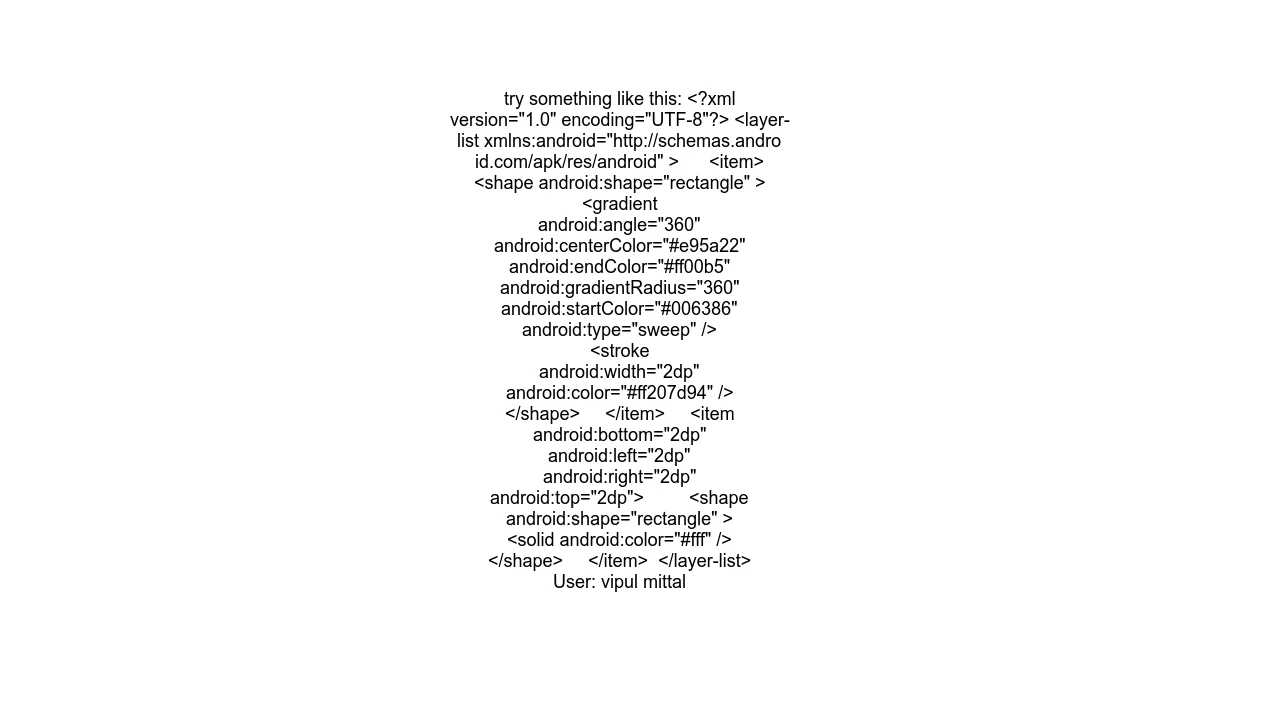 try something like this: <?xml
version="1.0" encoding="UTF-8"?> <layer-
list xmlns:android="http://schemas.andro
id.com/apk/res/android" >      <item>
<shape android:shape="rectangle" >
<gradient
android:angle="360"
android:centerColor="#e95a22"
android:endColor="#ff00b5"
android:gradientRadius="360"
android:startColor="#006386"
android:type="sweep" />
<stroke
android:width="2dp"
android:color="#ff207d94" />
</shape>     </item>     <item
android:bottom="2dp"
android:left="2dp"
android:right="2dp"
android:top="2dp">         <shape
android:shape="rectangle" >
<solid android:color="#fff" />
</shape>     </item>  </layer-list>
User: vipul mittal